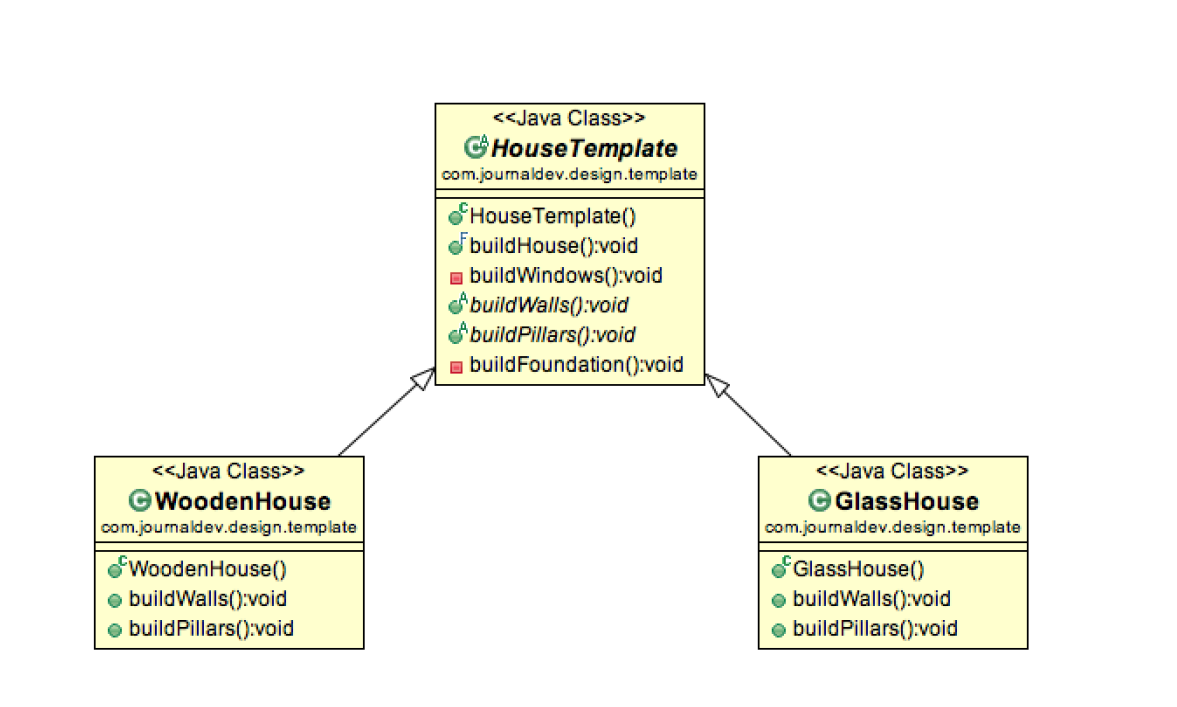 <<Java Class>>
HouseTemplate
com.journaldev.design.template
HouseTemplate()
buildHouse():void
buildWindows():void
buildWalls():void
buildPillars():void
buildFoundation():void
<<Java Class>>
WoodenHouse
com.journaldev.design.template
WoodenHouse()
buildWalls():void
buildPillars():void
<<Java Class>>
GlassHouse
com.journaldev.design.template
GlassHouse()
buildWalls():void
buildPillars():void